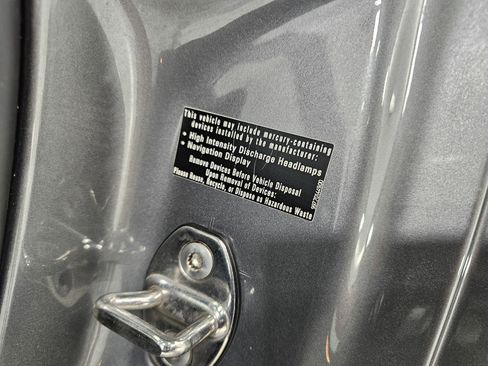 This vehicle may include mercury-containing
devices installed by the manufacturer:
• High Intensity Discharge Headlamps
• Navigation Display
Remove Devices Before Vehicle Disposal
Upon Removal of Devices:
Please Reuse, Recycle, or Dispose as Hazardous Waste